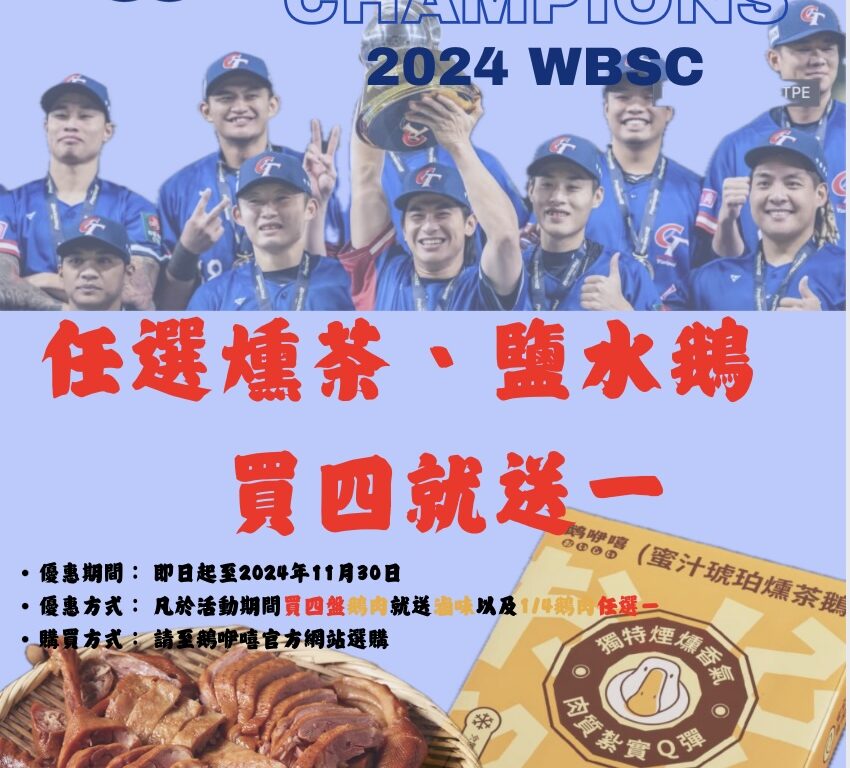 CHAMPIONS
2024 WBSC
TPE
任選燻茶、鹽水鵝
買四就送一
• 優惠期間： 即日起至2024年11月30日
• 優惠方式： 凡於活動期間買四盤鵝肉就送滷味以及1/4鵝肉任選一
• 購買方式： 請至鵝咿嘻官方網站選購
鵝咿嘻
おいしい
(蜜汁琥珀燻茶鵝
獨特煙燻香氣
肉質紮實Q彈